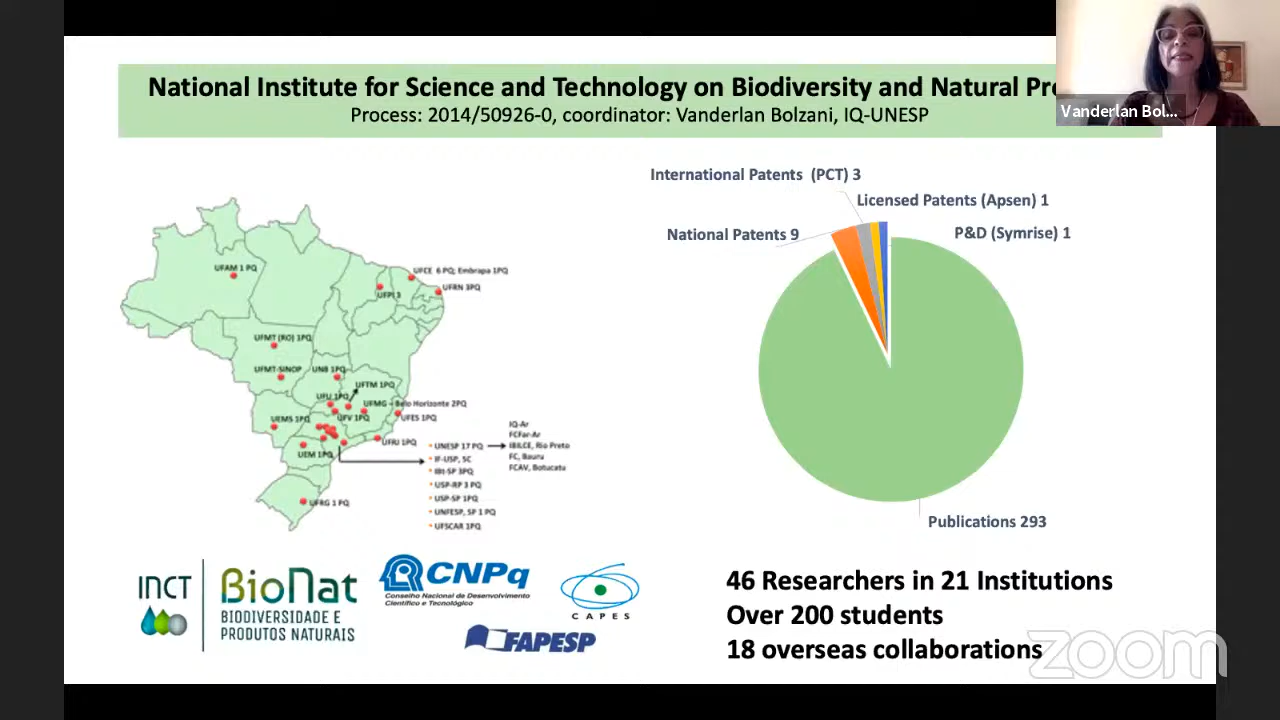 National Institute for Science and Technology on Biodiversity and Natural Pro
Process: 2014/50926-0, coordinator: Vanderlan Bolzani, IQ-UNESP
Vanderlan Bol...
International Patents (PCT) 3
Licensed Patents (Apsen) 1
National Patents 9
P&D (Symrise) 1
Publications 293
UFAM 1 PQ
UFCE 6 PQ; Embrapa 1PQ
UFPI 3
UFRN 3PQ
UFMT (RO) 1PQ
UFMT-SINOP
UNB 1PQ
UFTM 1PQ
UFU 1PQ
UFMG - Belo Horizonte 2PQ
UEMS 1PQ
UFV 1PQ
UFES 1PQ
UFRJ 1PQ
UEM 1PQ
UFRG 1 PQ
• UNESP 17 PQ
• IF-USP, SC
• IBt-SP 3PQ
• USP-RP 3 PQ
• USP-SP 1PQ
• UNFESP, SP 1 PQ
• UFSCAR 1PQ
IQ-Ar
FCFar-Ar
IBILCE, Rio Preto
FC, Bauru
FCAV, Botucatu
INCT
BioNat
BIODIVERSIDADE E
PRODUTOS NATURAIS
CNPq
Conselho Nacional de Desenvolvimento
Científico e Tecnológico
CAPES
FAPESP
46 Researchers in 21 Institutions
Over 200 students
18 overseas collaborations
zoom